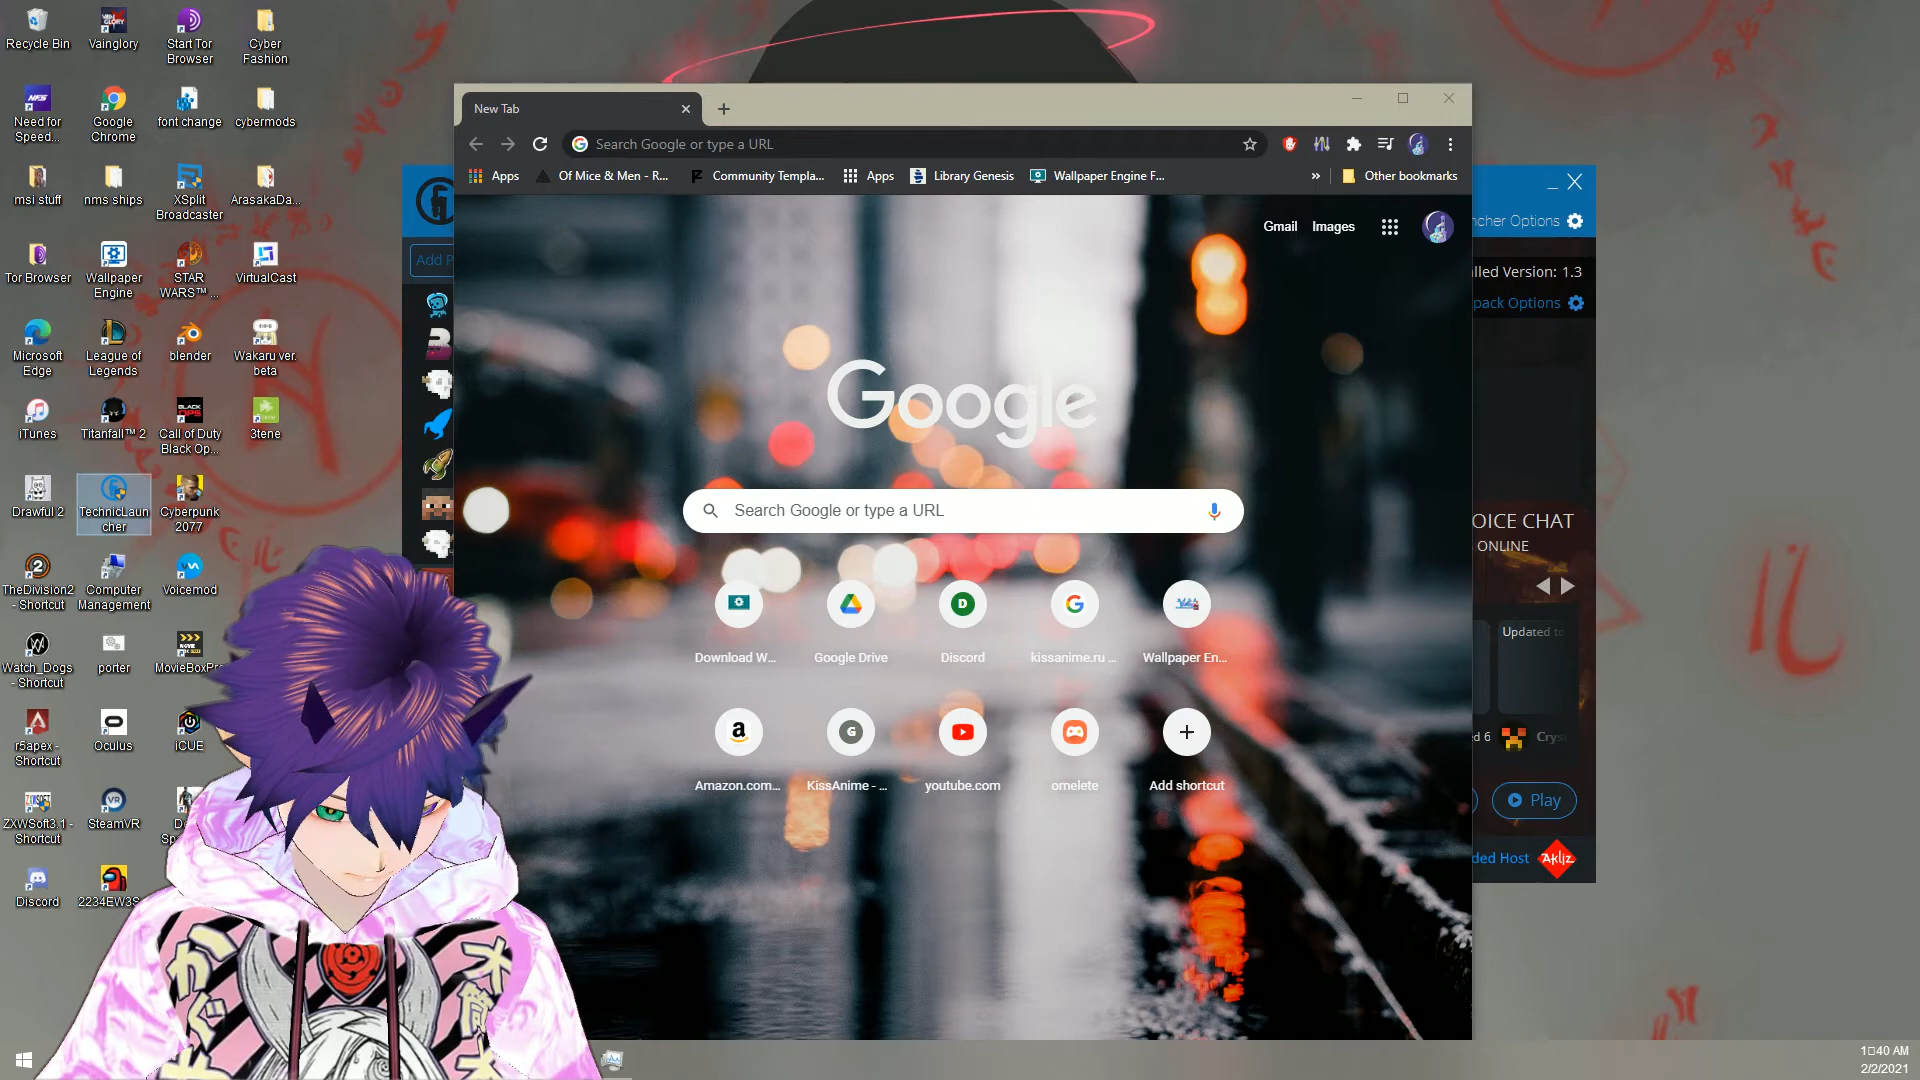 Recycle Bin
Vainglory
Start Tor
Browser
Cyber
Fashion
Need for
Speed...
Google
Chrome
font change
cybermods
msi stuff
nms ships
XSplit
Broadcaster
ArasakaDa...
Tor Browser
Wallpaper
Engine
STAR
WARS™ ...
VirtualCast
Microsoft
Edge
League of
Legends
blender
Wakaru ver.
beta
iTunes
Titanfall™ 2
Call of Duty
Black Op...
3tene
Drawful 2
TechnicLaun
cher
Cyberpunk
2077
TheDivision2
- Shortcut
Computer
Management
Voicemod
Watch_Dogs
- Shortcut
porter
MovieBoxPr
r5apex -
Shortcut
Oculus
iCUE
ZXWSoft3.1 -
Shortcut
SteamVR
Discord
2234EW3S
New Tab
Search Google or type a URL
Apps
Of Mice & Men - R...
Community Templa...
Apps
Library Genesis
Wallpaper Engine F...
»
Other bookmarks
Gmail
Images
Google
Search Google or type a URL
Download W...
Google Drive
D
Discord
kissanime.ru ...
Wallpaper En...
Amazon.com...
G
KissAnime - ...
youtube.com
omelete
Add shortcut
Add P
ncher Options
lled Version: 1.3
pack Options
OICE CHAT
ONLINE
Updated to
ed 6
Crys
Play
ded Host
Akliz
1 40 AM
2/2/2021